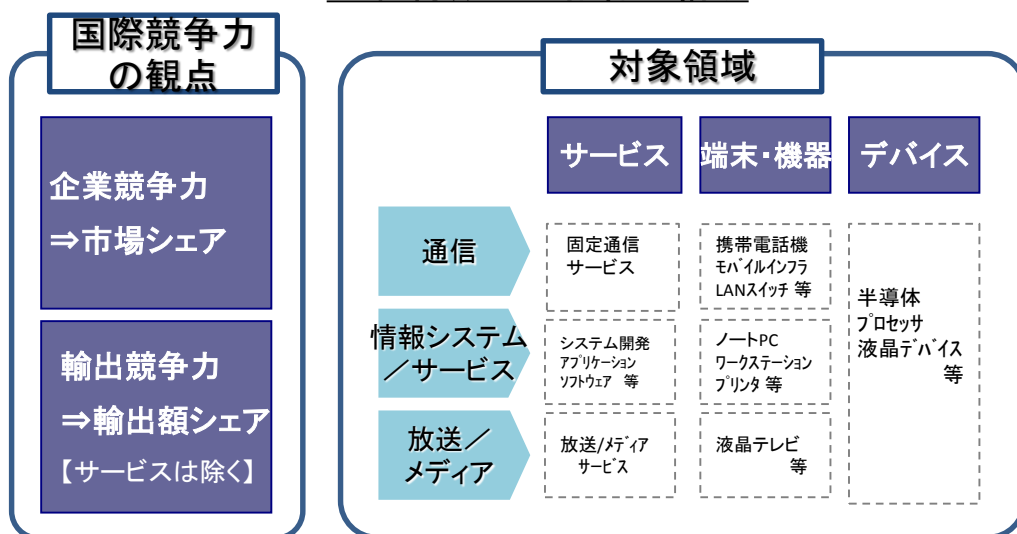 国際競争力
の観点
企業競争力
⇒市場シェア
輸出競争力
⇒輸出額シェア
【サービスは除く】
対象領域
サービス
端末・機器
デバイス
通信
固定通信
サービス
携帯電話機
ﾓﾊﾞｲﾙｲﾝﾌﾗ
LANｽｲｯﾁ 等
半導体
ﾌﾟﾛｾｯｻ
液晶ﾃﾞﾊﾞｲｽ
等
情報システム
／サービス
システム開発
ｱﾌﾟﾘｹｰｼｮﾝ
ｿﾌﾄｳｪｱ 等
ノートPC
ﾜｰｸｽﾃｰｼｮﾝ
ﾌﾟﾘﾝﾀ 等
放送／
メディア
放送/ﾒﾃﾞｨｱ
ｻｰﾋﾞｽ
液晶テレビ
等